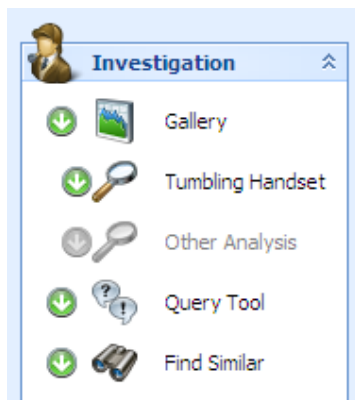 Investigation
Gallery
Tumbling Handset
Other Analysis
Query Tool
Find Similar